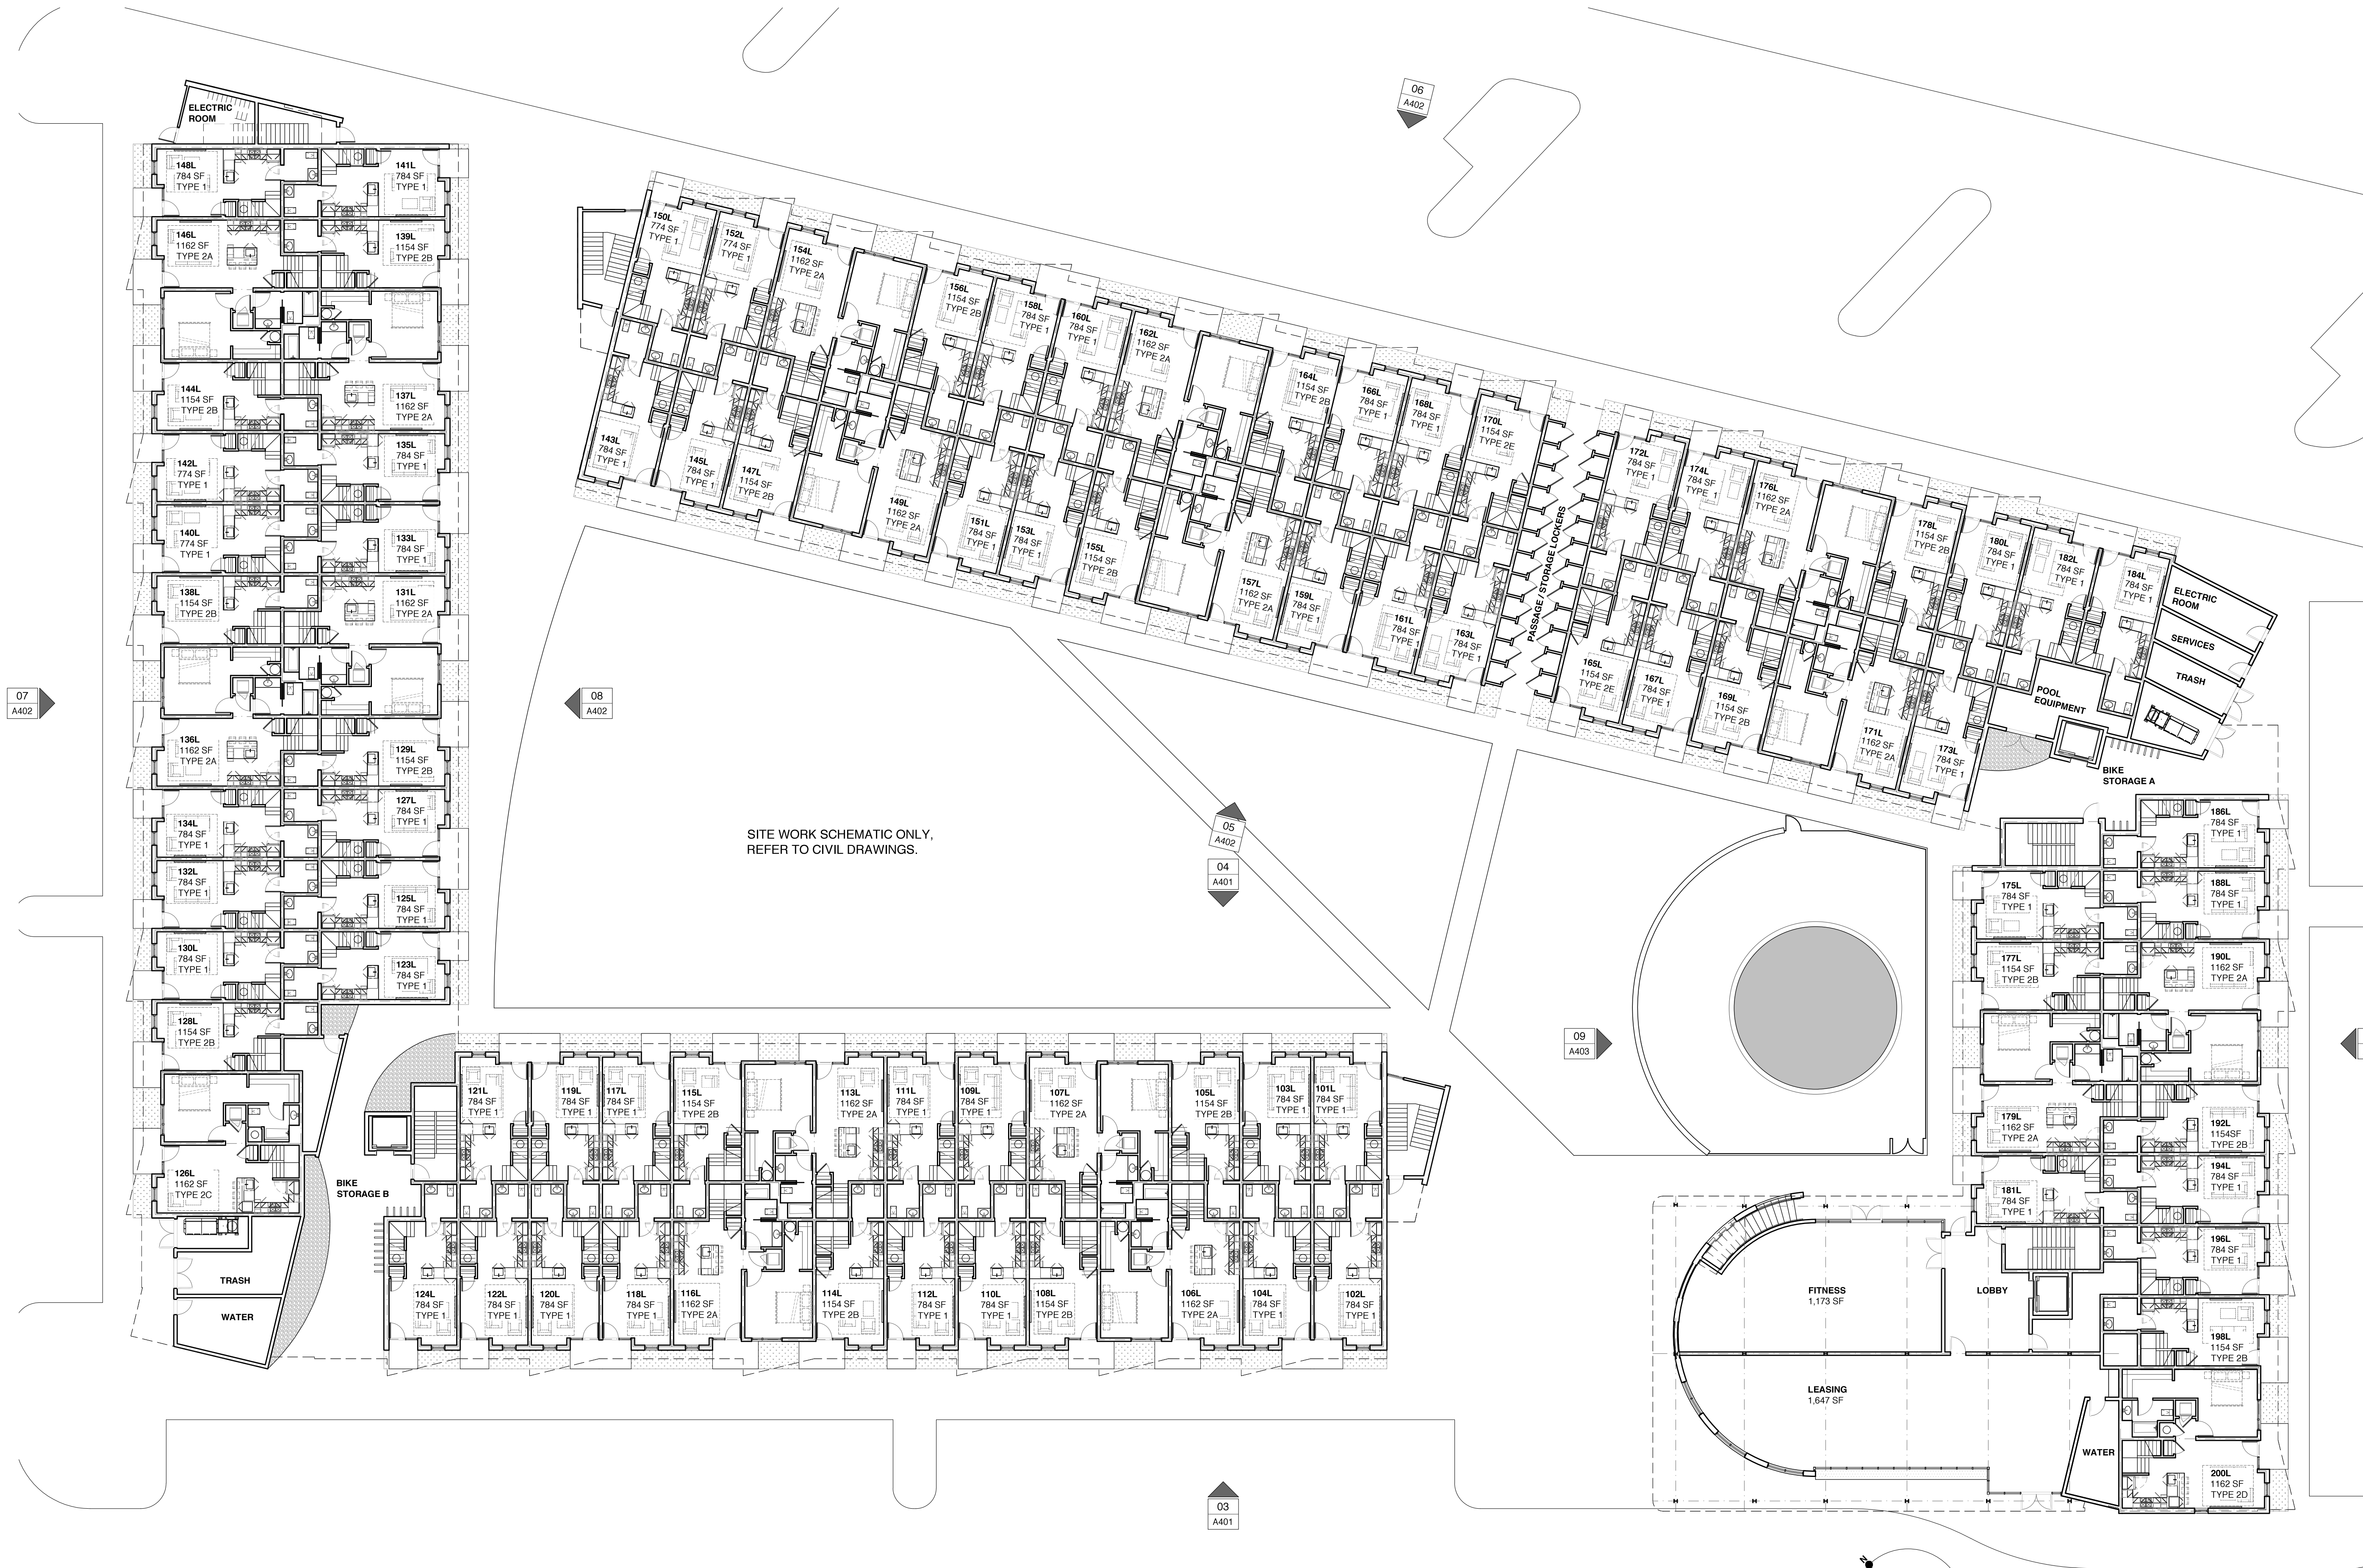 06
A402
ELECTRIC
ROOM
148L
784 SF
TYPE 1
141L
784 SF
TYPE 1
146L
1162 SF
TYPE 2A
139L
1154 SF
TYPE 2B
144L
1154 SF
TYPE 2B
137L
1162 SF
TYPE 2A
142L
774 SF
TYPE 1
135L
784 SF
TYPE 1
140L
774 SF
TYPE 1
133L
784 SF
TYPE 1
138L
1154 SF
TYPE 2B
131L
1162 SF
TYPE 2A
136L
1162 SF
TYPE 2A
129L
1154 SF
TYPE 2B
134L
784 SF
TYPE 1
127L
784 SF
TYPE 1
132L
784 SF
TYPE 1
125L
784 SF
TYPE 1
130L
784 SF
TYPE 1
123L
784 SF
TYPE 1
128L
1154 SF
TYPE 2B
126L
1162 SF
TYPE 2C
TRASH
WATER
BIKE
STORAGE B
07
A402
08
A402
150L
774 SF
TYPE 1
152L
774 SF
TYPE 1
154L
1162 SF
TYPE 2A
156L
1154 SF
TYPE 2B
158L
784 SF
TYPE 1
160L
784 SF
TYPE 1
162L
1162 SF
TYPE 2A
164L
1154 SF
TYPE 2B
166L
784 SF
TYPE 1
168L
784 SF
TYPE 1
170L
1154 SF
TYPE 2E
143L
784 SF
TYPE 1
145L
784 SF
TYPE 1
147L
1154 SF
TYPE 2B
149L
1162 SF
TYPE 2A
151L
784 SF
TYPE 1
153L
784 SF
TYPE 1
155L
1154 SF
TYPE 2B
157L
1162 SF
TYPE 2A
159L
784 SF
TYPE 1
161L
784 SF
TYPE 1
163L
784 SF
TYPE 1
PASSAGE / STORAGE LOCKERS
172L
784 SF
TYPE 1
174L
784 SF
TYPE 1
176L
1162 SF
TYPE 2A
178L
1154 SF
TYPE 2B
180L
784 SF
TYPE 1
182L
784 SF
TYPE 1
184L
784 SF
TYPE 1
165L
1154 SF
TYPE 2E
167L
784 SF
TYPE 1
169L
1154 SF
TYPE 2B
171L
1162 SF
TYPE 2A
173L
784 SF
TYPE 1
ELECTRIC
ROOM
SERVICES
TRASH
POOL
EQUIPMENT
BIKE
STORAGE A
SITE WORK SCHEMATIC ONLY,
REFER TO CIVIL DRAWINGS.
05
A402
04
A401
09
A403
121L
784 SF
TYPE 1
119L
784 SF
TYPE 1
117L
784 SF
TYPE 1
115L
1154 SF
TYPE 2B
113L
1162 SF
TYPE 2A
111L
784 SF
TYPE 1
109L
784 SF
TYPE 1
107L
1162 SF
TYPE 2A
105L
1154 SF
TYPE 2B
103L
784 SF
TYPE 1
101L
784 SF
TYPE 1
124L
784 SF
TYPE 1
122L
784 SF
TYPE 1
120L
784 SF
TYPE 1
118L
784 SF
TYPE 1
116L
1162 SF
TYPE 2A
114L
1154 SF
TYPE 2B
112L
784 SF
TYPE 1
110L
784 SF
TYPE 1
108L
1154 SF
TYPE 2B
106L
1162 SF
TYPE 2A
104L
784 SF
TYPE 1
102L
784 SF
TYPE 1
03
A401
186L
784 SF
TYPE 1
175L
784 SF
TYPE 1
188L
784 SF
TYPE 1
177L
1154 SF
TYPE 2B
190L
1162 SF
TYPE 2A
179L
1162 SF
TYPE 2A
192L
1154SF
TYPE 2B
181L
784 SF
TYPE 1
194L
784 SF
TYPE 1
196L
784 SF
TYPE 1
198L
1154 SF
TYPE 2B
200L
1162 SF
TYPE 2D
FITNESS
1,173 SF
LOBBY
LEASING
1,647 SF
WATER
N